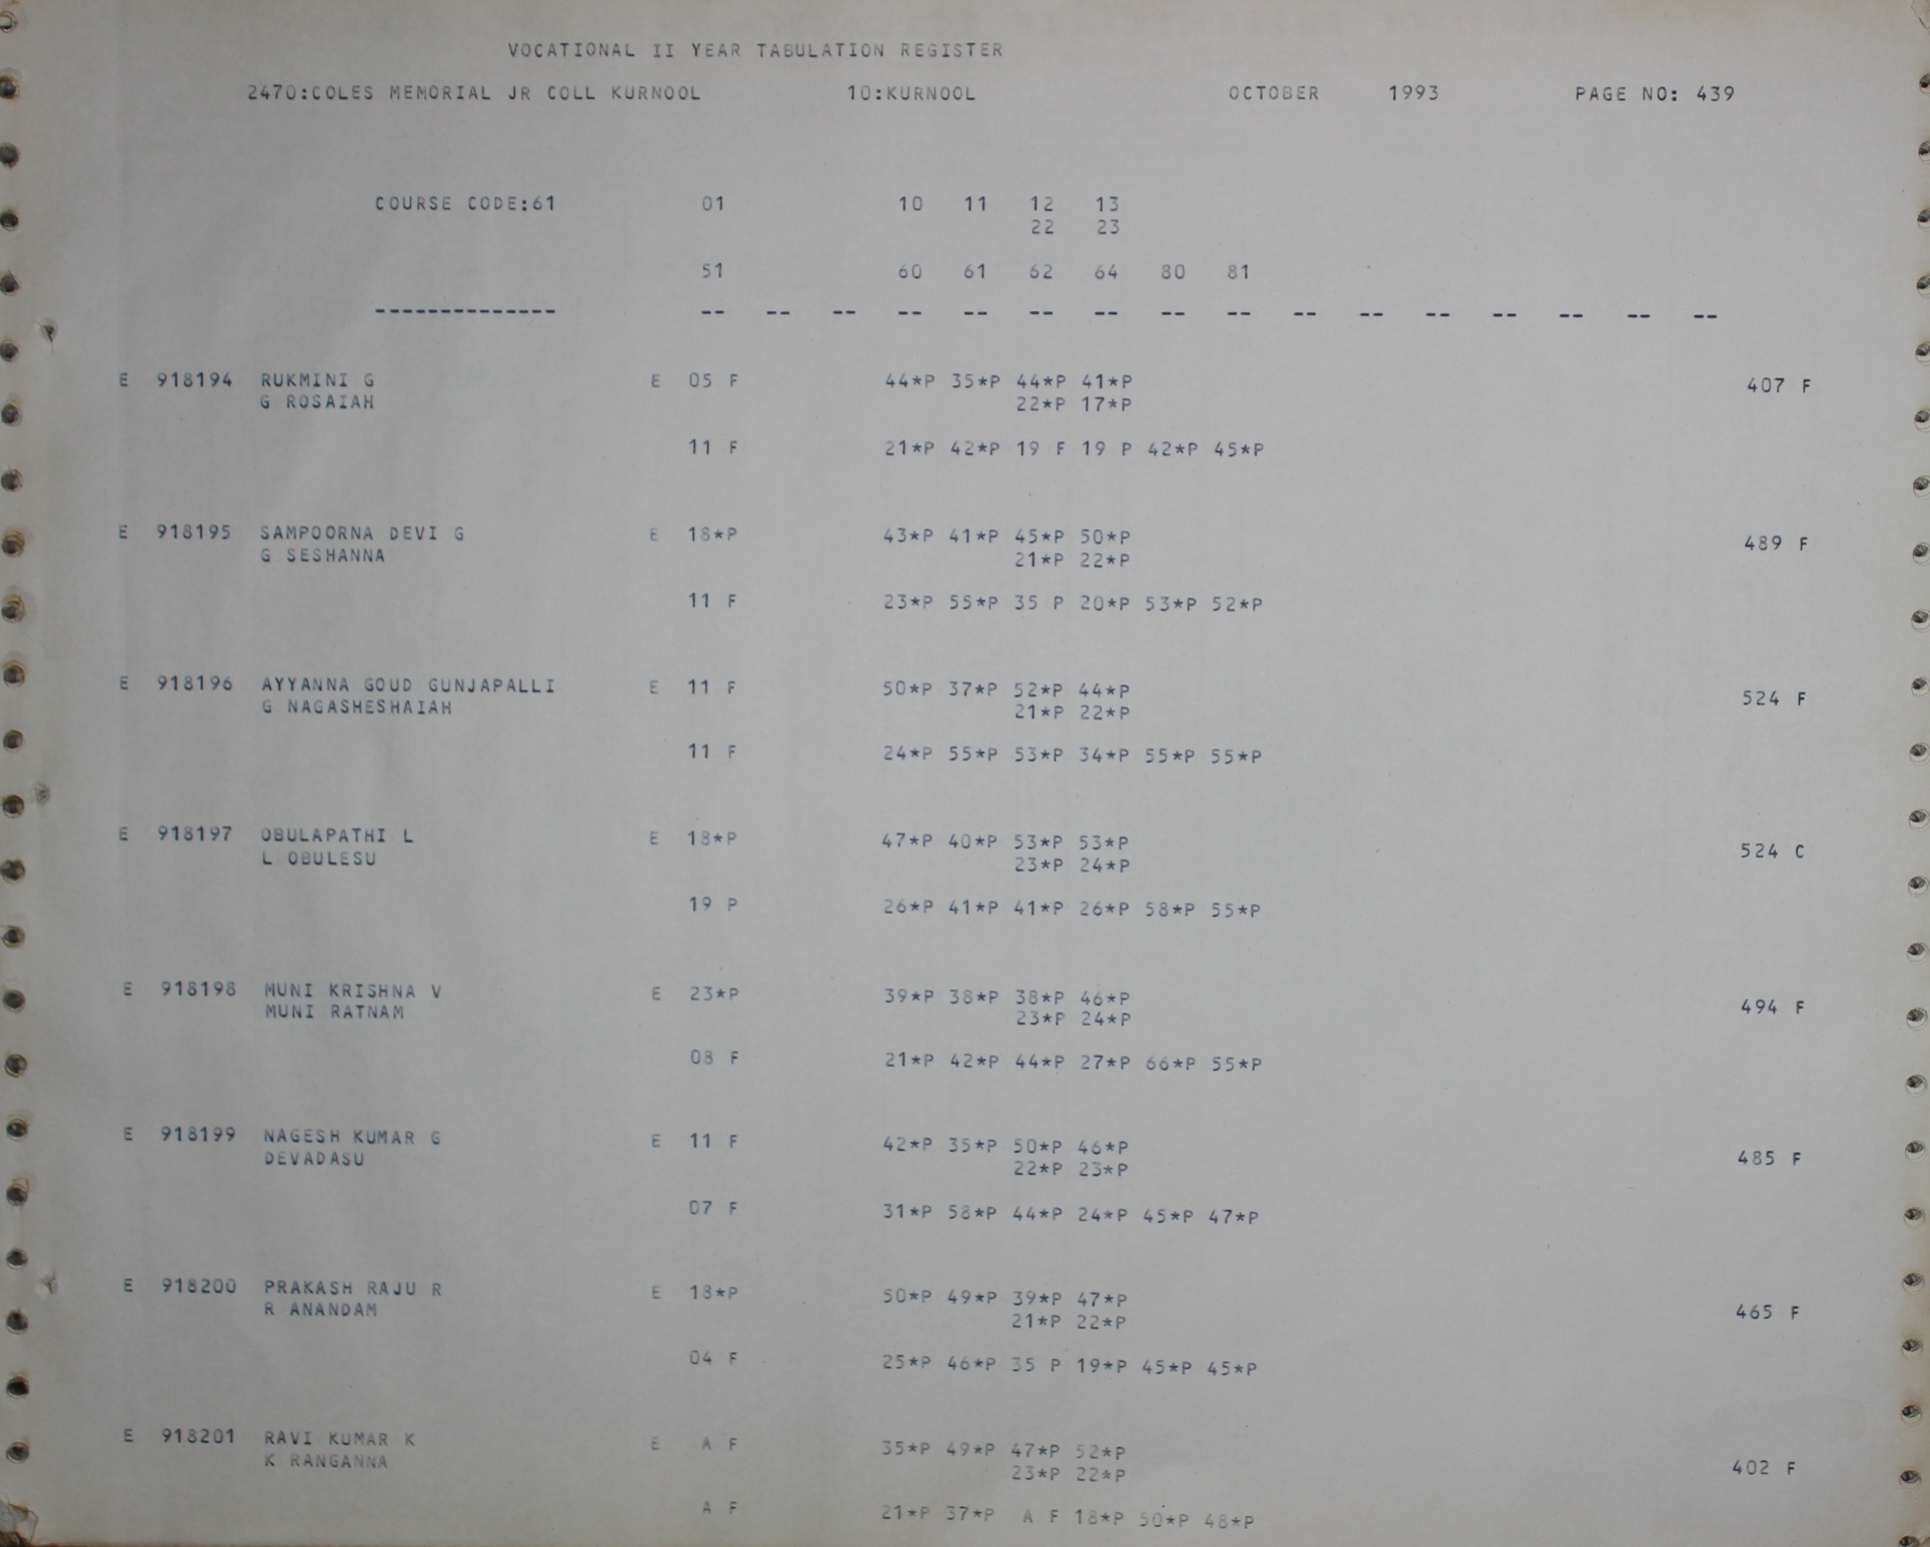 VOCATIONAL II YEAR TABULATION REGISTER
2470:COLES MEMORIAL JR COLL KURNOOL 10:KURNOOL OCTOBER 1993 PAGE NO: 439
COURSE CODE:61 01 10 11 12 13
22 23
51 60 61 62 64 80 81
-------------- -- -- -- -- -- -- -- -- -- -- -- -- -- -- -- --
E 918194 RUKMINI G E 05 F 44*P 35*P 44*P 41*P 407 F
G ROSAIAH 22*P 17*P
11 F 21*P 42*P 19 F 19 P 42*P 45*P
E 918195 SAMPOORNA DEVI G E 18*P 43*P 41*P 45*P 50*P 489 F
G SESHANNA 21*P 22*P
11 F 23*P 55*P 35 P 20*P 53*P 52*P
E 918196 AYYANNA GOUD GUNJAPALLI E 11 F 50*P 37*P 52*P 44*P 524 F
G NAGASHESHAIAH 21*P 22*P
11 F 24*P 55*P 53*P 34*P 55*P 55*P
E 918197 OBULAPATHI L E 18*P 47*P 40*P 53*P 53*P 524 C
L OBULESU 23*P 24*P
19 P 26*P 41*P 41*P 26*P 58*P 55*P
E 918198 MUNI KRISHNA V E 23*P 39*P 38*P 38*P 46*P 494 F
MUNI RATNAM 23*P 24*P
08 F 21*P 42*P 44*P 27*P 66*P 55*P
E 918199 NAGESH KUMAR G E 11 F 42*P 35*P 50*P 46*P 485 F
DEVADASU 22*P 23*P
07 F 31*P 58*P 44*P 24*P 45*P 47*P
E 918200 PRAKASH RAJU R E 18*P 50*P 49*P 39*P 47*P 465 F
R ANANDAM 21*P 22*P
04 F 25*P 46*P 35 P 19*P 45*P 45*P
E 918201 RAVI KUMAR K E A F 35*P 49*P 47*P 52*P 402 F
K RANGANNA 23*P 22*P
A F 21*P 37*P A F 18*P 50*P 48*P